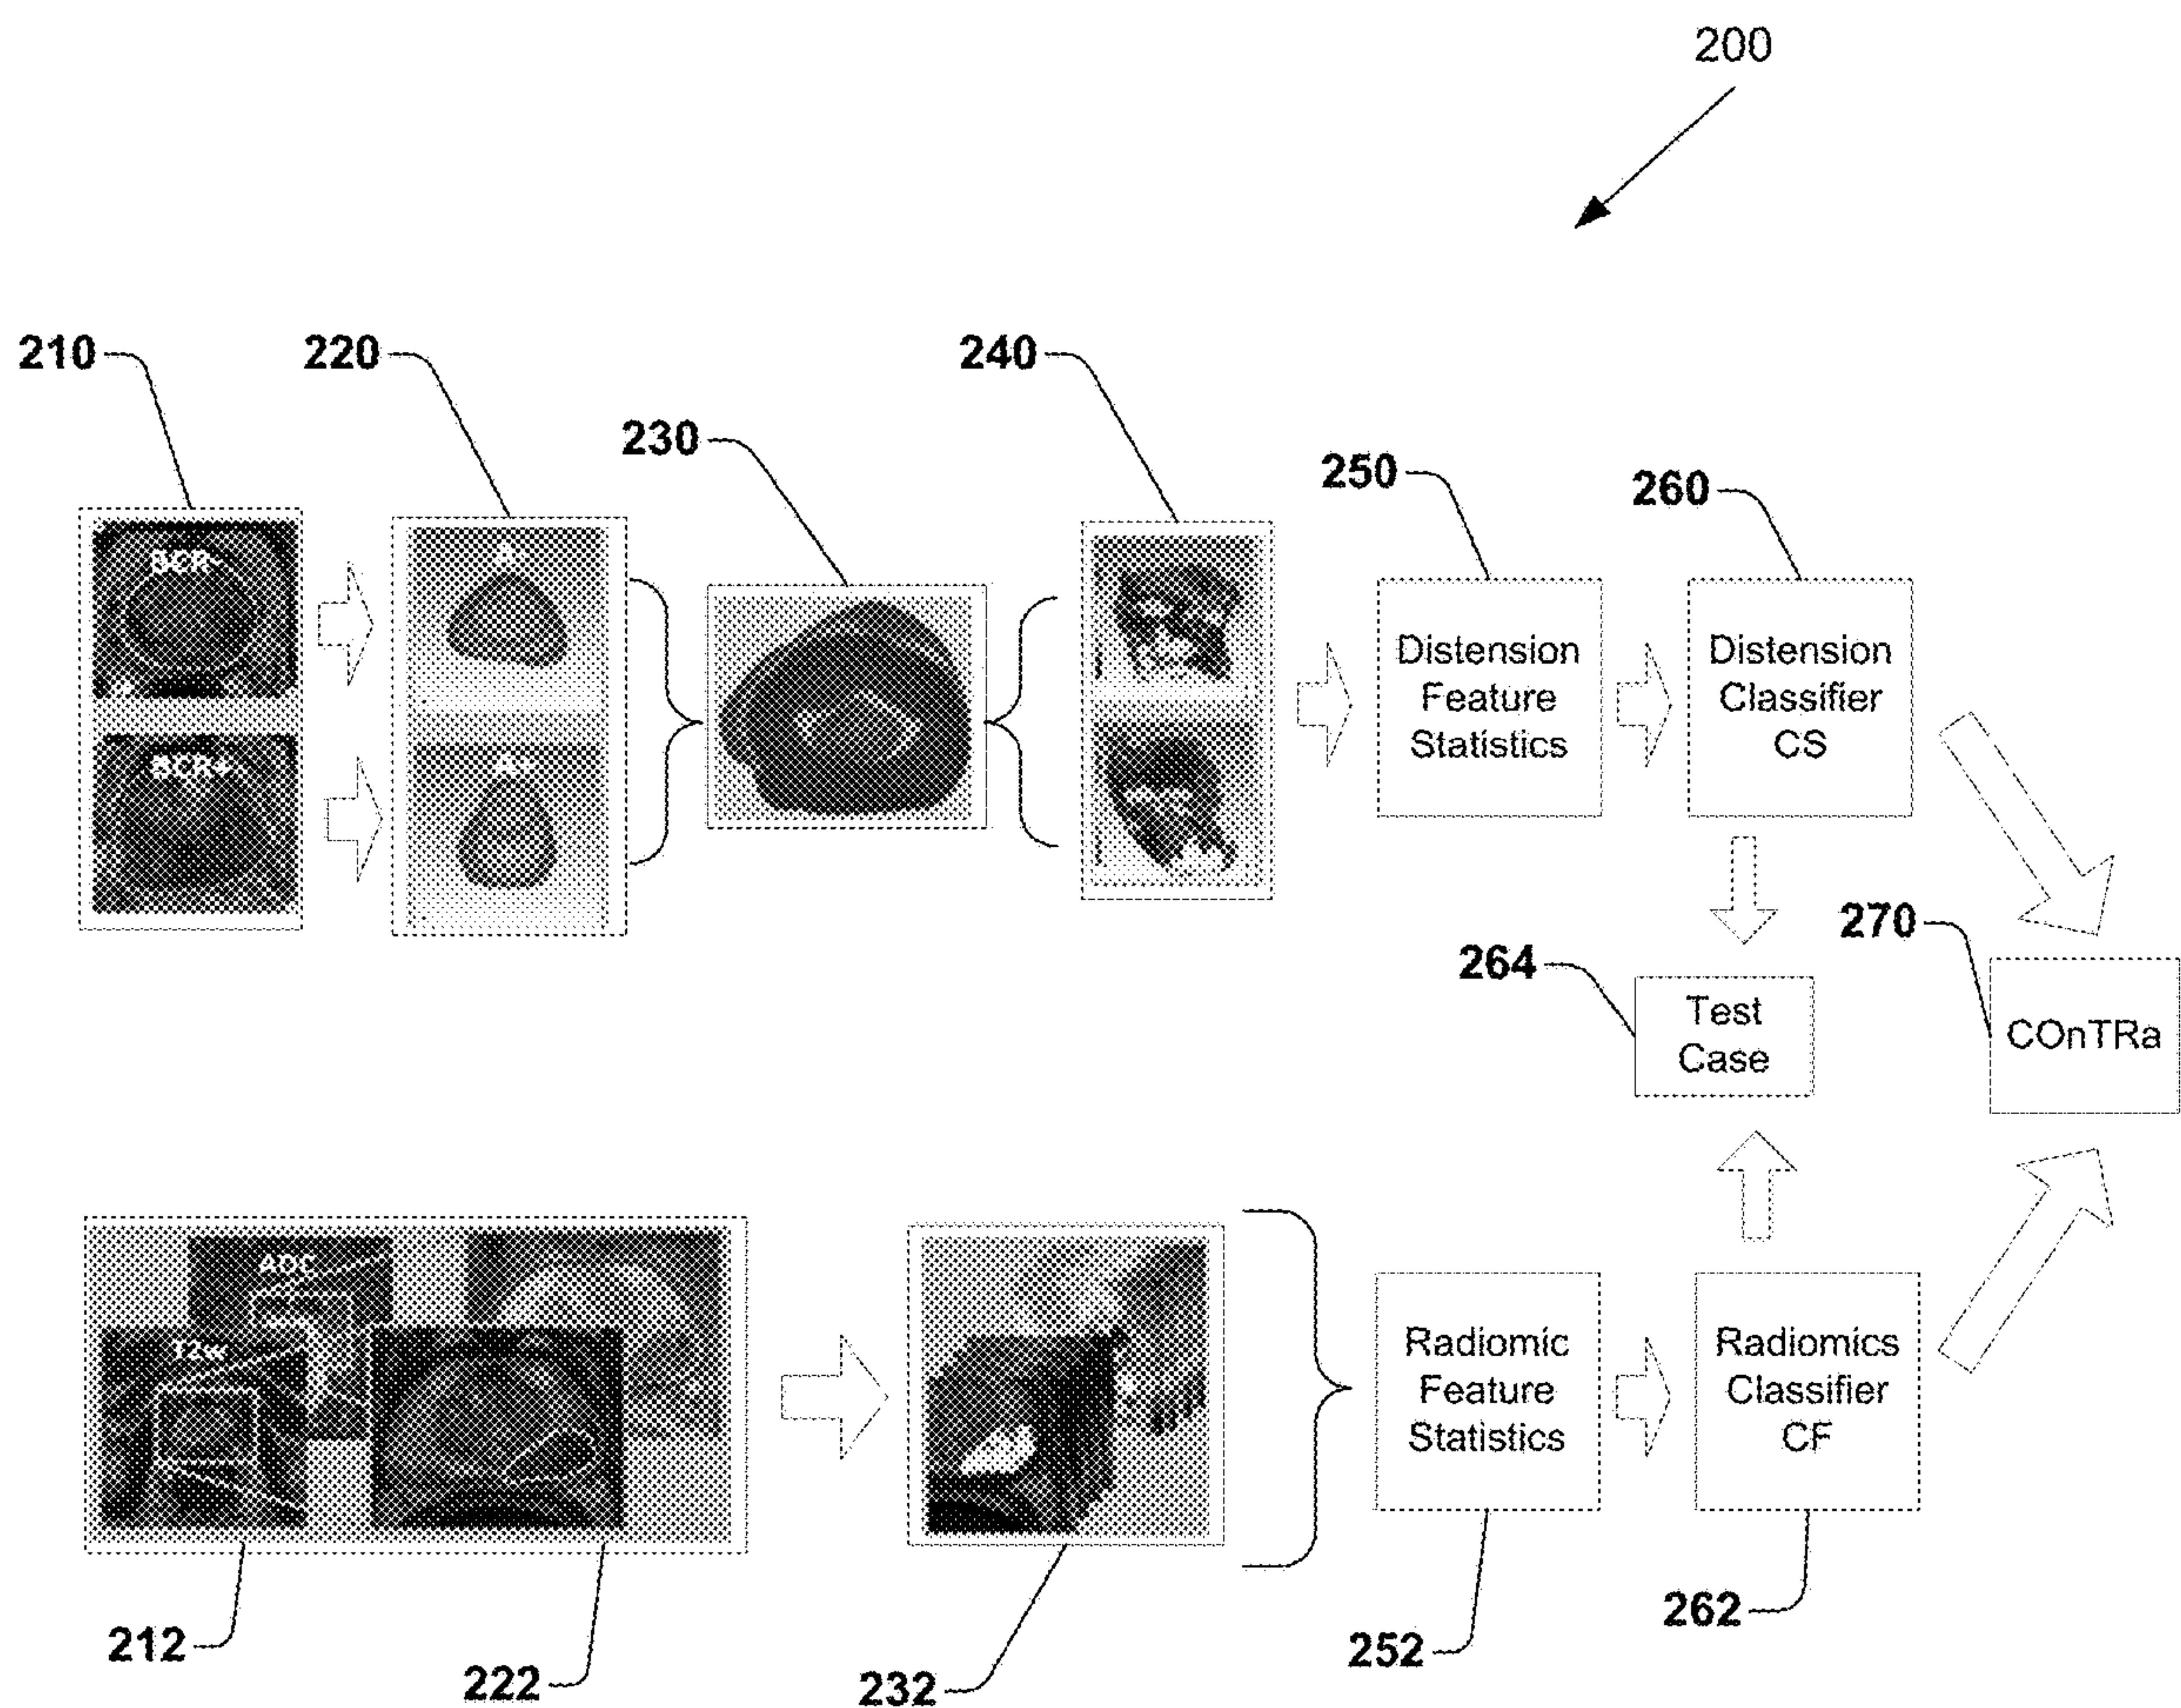 200
210
220
230
240
250
260
BCR-
BCR+
A-
A+
Distension
Feature
Statistics
Distension
Classifier
CS
264
270
Test
Case
COnTRa
ADC
T2w
Radiomic
Feature
Statistics
Radiomics
Classifier
CF
212
222
232
252
262